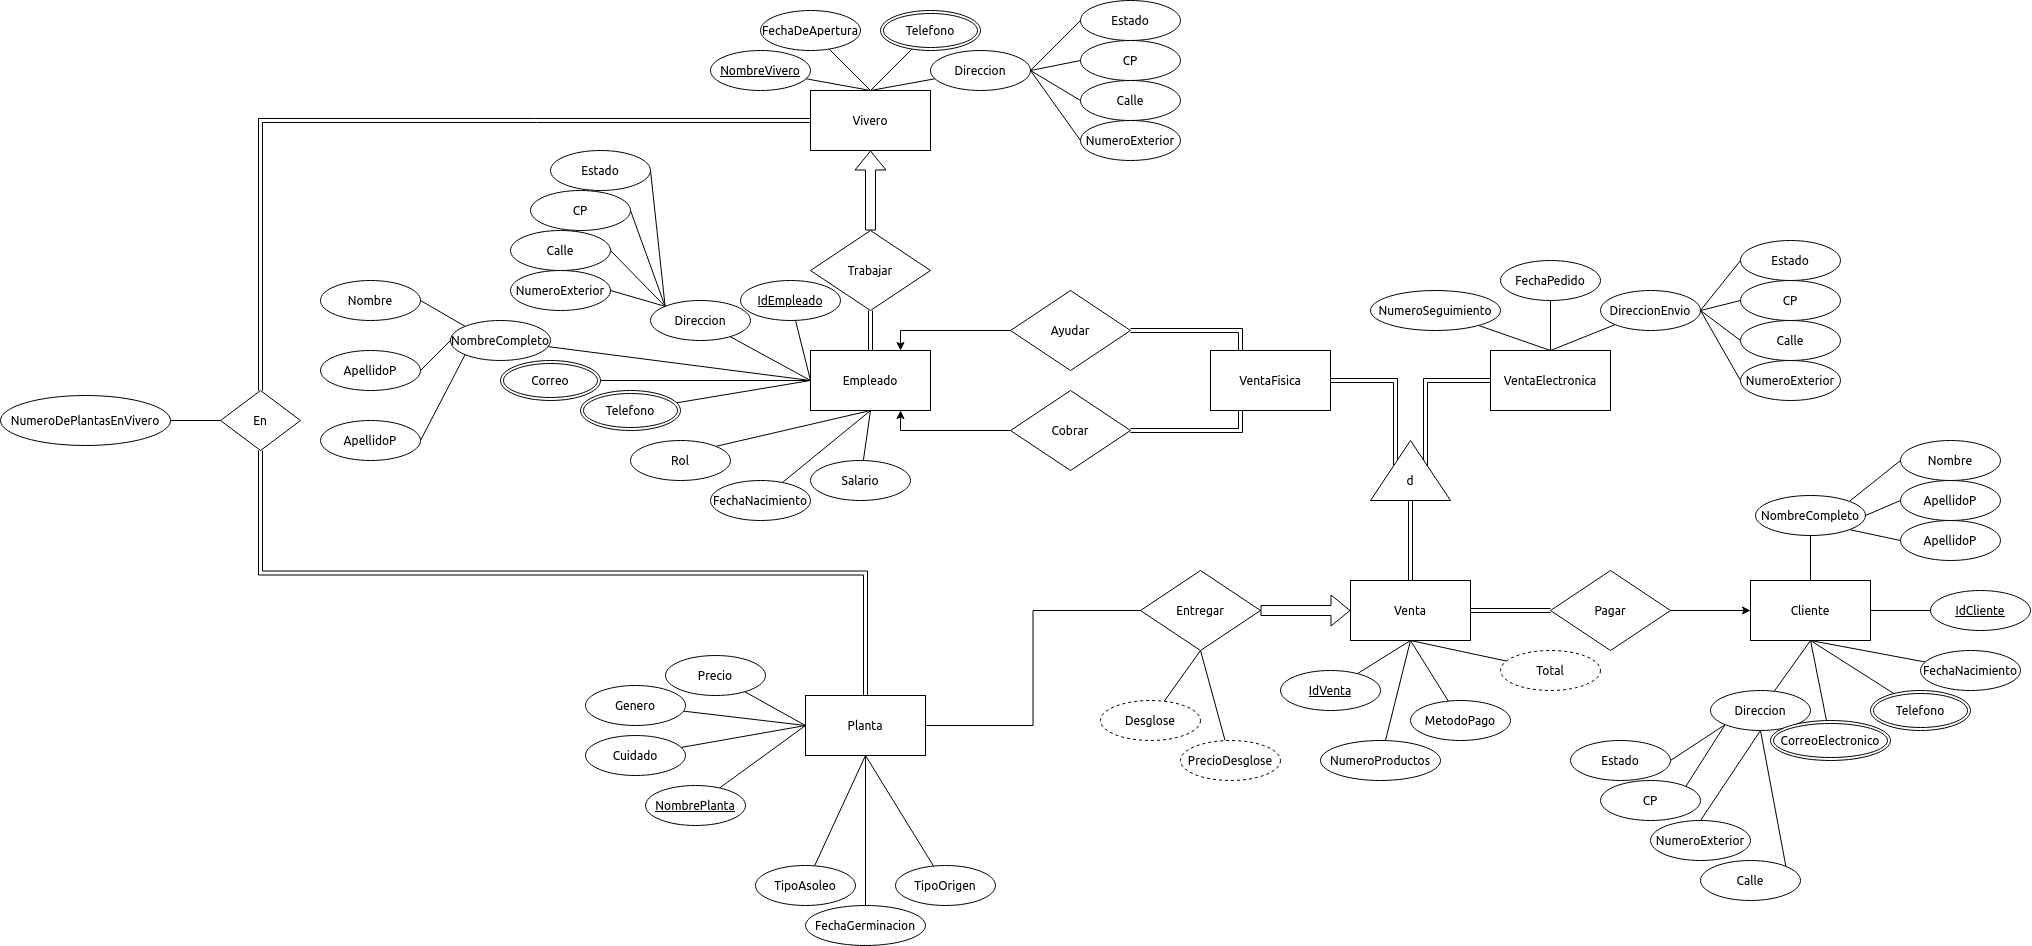 Estado
FechaDeApertura
Telefono
CP
NombreVivero
Direccion
Calle
Vivero
NumeroExterior
Estado
CP
Calle
Trabajar
NumeroExterior
Nombre
IdEmpleado
Direccion
NombreCompleto
ApellidoP
Correo
Empleado
Telefono
ApellidoP
Rol
Salario
FechaNacimiento
Ayudar
Cobrar
VentaFisica
Estado
FechaPedido
CP
NumeroSeguimiento
DireccionEnvio
Calle
VentaElectronica
NumeroExterior
NumeroDePlantasEnVivero
En
d
Nombre
ApellidoP
NombreCompleto
ApellidoP
Entregar
Venta
Pagar
Cliente
IdCliente
Precio
Genero
Planta
Cuidado
NombrePlanta
TipoAsoleo
TipoOrigen
FechaGerminacion
Desglose
PrecioDesglose
IdVenta
Total
MetodoPago
NumeroProductos
FechaNacimiento
Direccion
Telefono
CorreoElectronico
Estado
CP
NumeroExterior
Calle